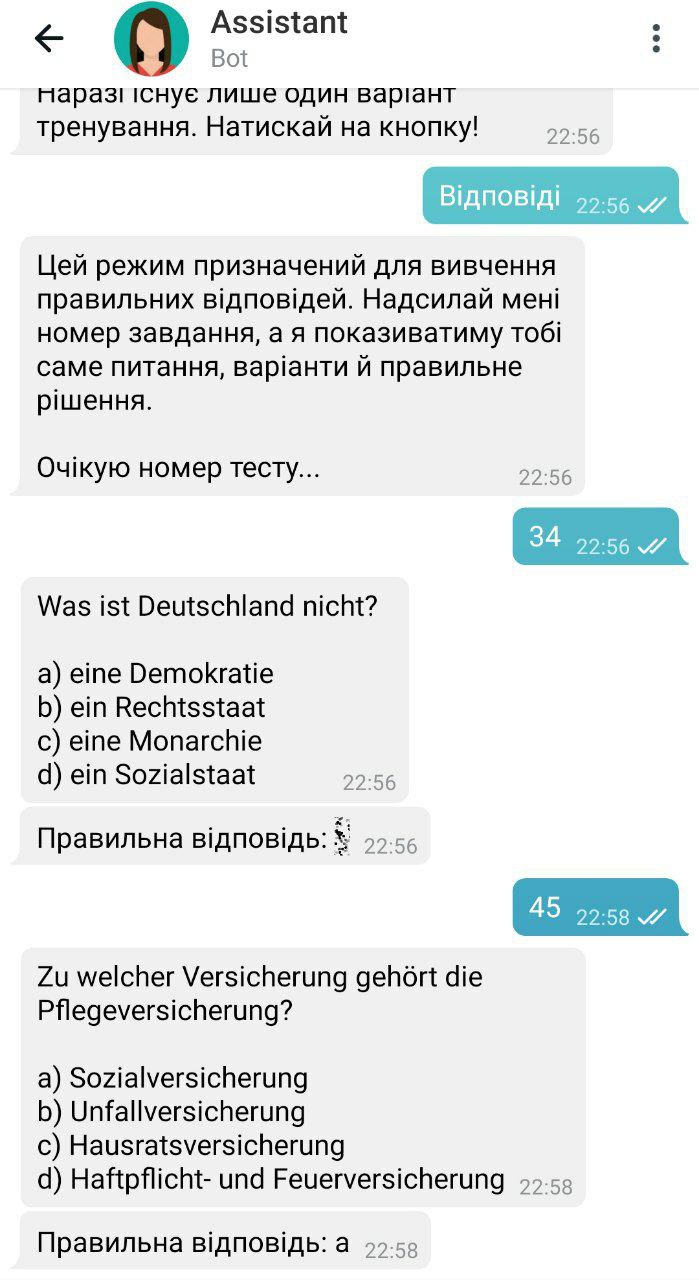 Assistant
Bot
Наразі існує лише один варіант
тренування. Натискай на кнопку!
22:56
Відповіді 22:56
Цей режим призначений для вивчення
правильних відповідей. Надсилай мені
номер завдання, а я показиватиму тобі
саме питання, варіанти й правильне
рішення.
Очікую номер тесту...
22:56
34 22:56
Was ist Deutschland nicht?
a) eine Demokratie
b) ein Rechtsstaat
c) eine Monarchie
d) ein Sozialstaat 22:56
Правильна відповідь: 22:56
45 22:58
Zu welcher Versicherung gehört die
Pflegeversicherung?
a) Sozialversicherung
b) Unfallversicherung
c) Hausratsversicherung
d) Haftpflicht- und Feuerversicherung 22:58
Правильна відповідь: a 22:58